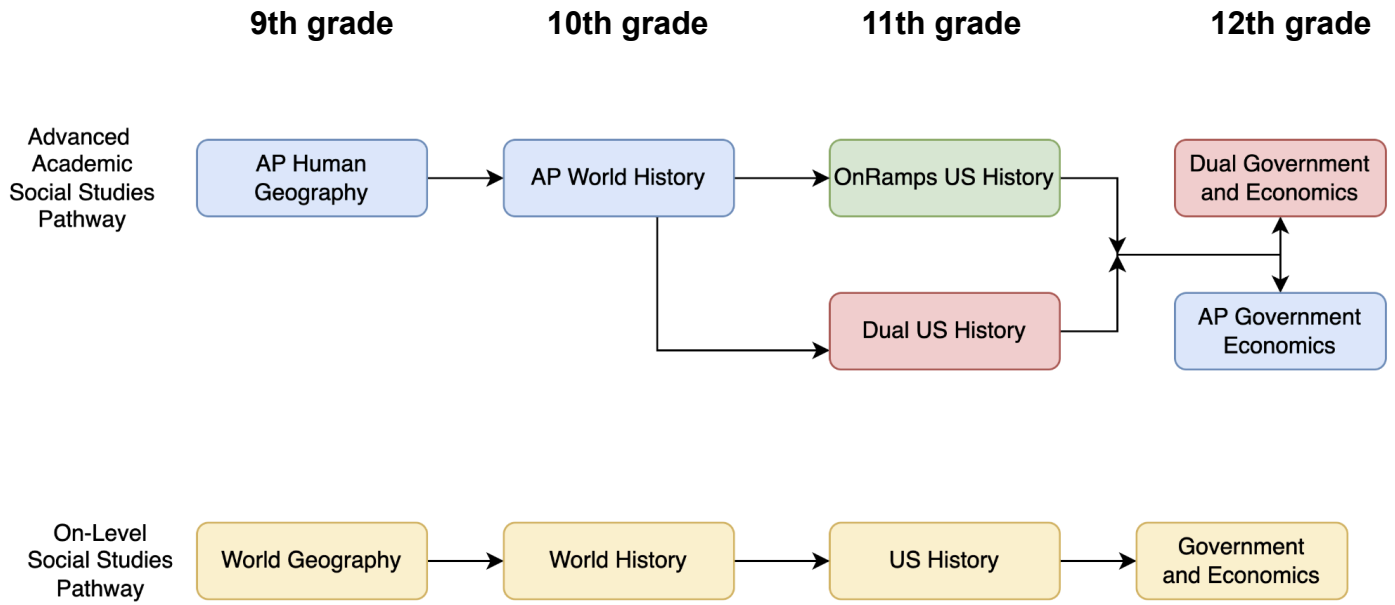 9th grade 10th grade 11th grade 12th grade
Advanced
Academic
Social Studies
Pathway
AP Human
Geography
AP World History
OnRamps US History
Dual Government
and Economics
Dual US History
AP Government
Economics
On-Level
Social Studies
Pathway
World Geography
World History
US History
Government
and Economics